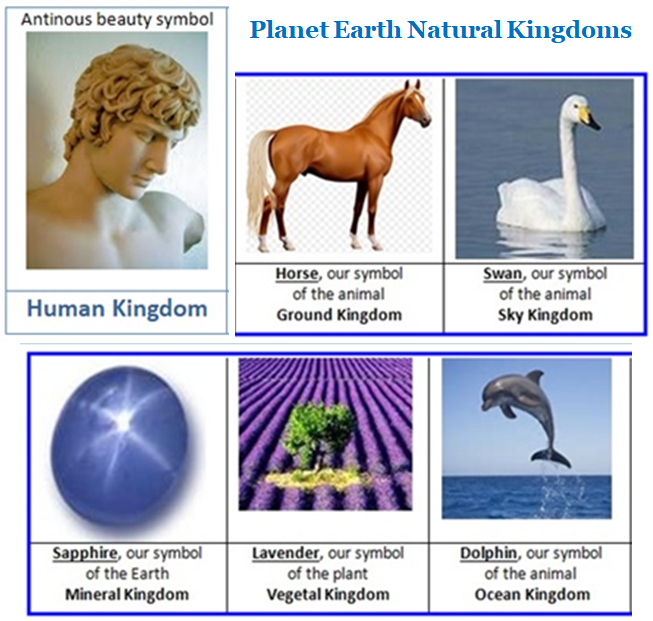 Antinous beauty symbol
Planet Earth Natural Kingdoms
Human Kingdom
Horse, our symbol
of the animal
Ground Kingdom
Swan, our symbol
of the animal
Sky Kingdom
Sapphire, our symbol
of the Earth
Mineral Kingdom
Lavender, our symbol
of the plant
Vegetal Kingdom
Dolphin, our symbol
of the animal
Ocean Kingdom